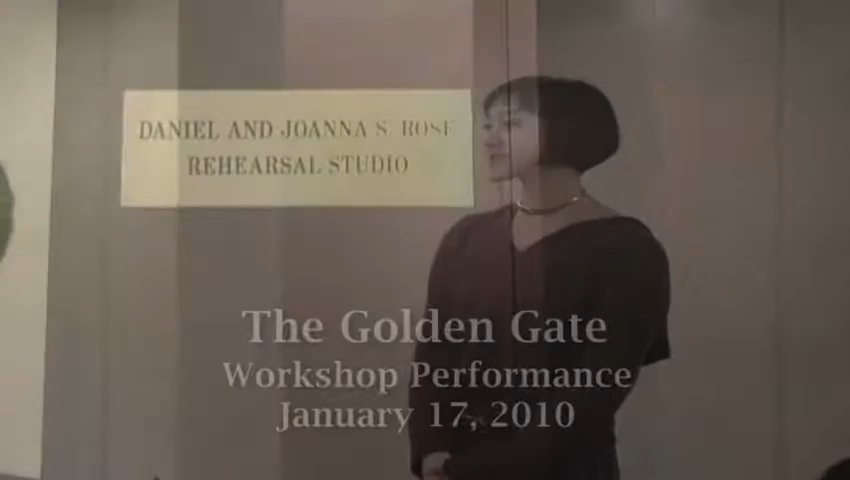 DANIEL AND JOANNA S. ROSE
REHEARSAL STUDIO
The Golden Gate
Workshop Performance
January 17, 2010